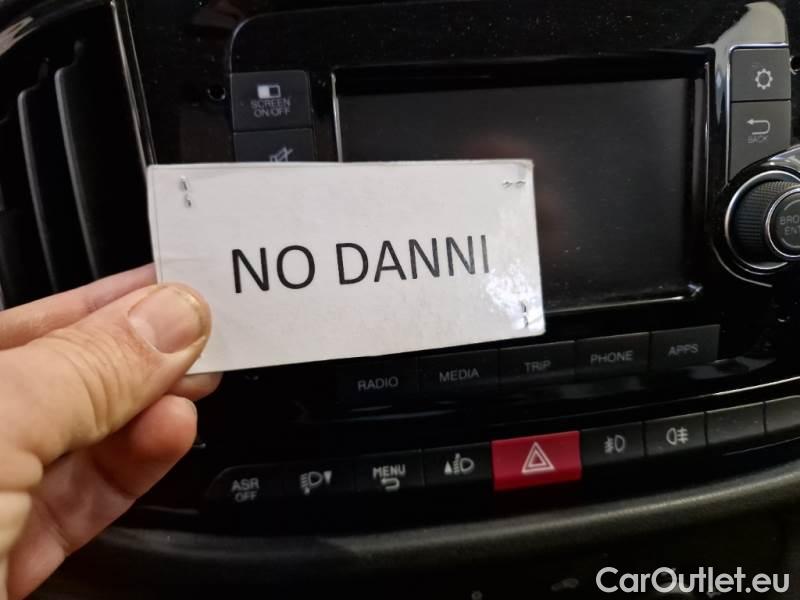 SCREEN
ON/OFF
BACK
NO DANNI
RADIO
MEDIA
TRIP
PHONE
APPS
ASR
OFF
MENU
CarOutlet.eu